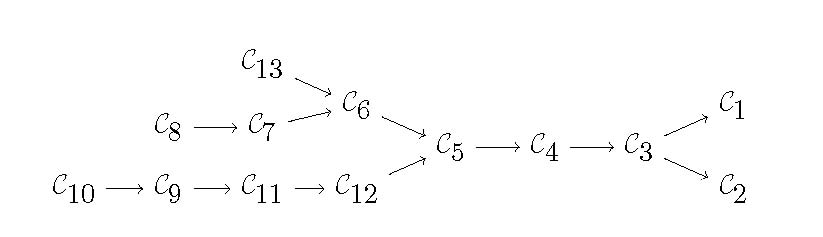 𝒞13
𝒞6 𝒞1
𝒞8 → 𝒞7
𝒞5 → 𝒞4 → 𝒞3
𝒞10 → 𝒞9 → 𝒞11 → 𝒞12 𝒞2